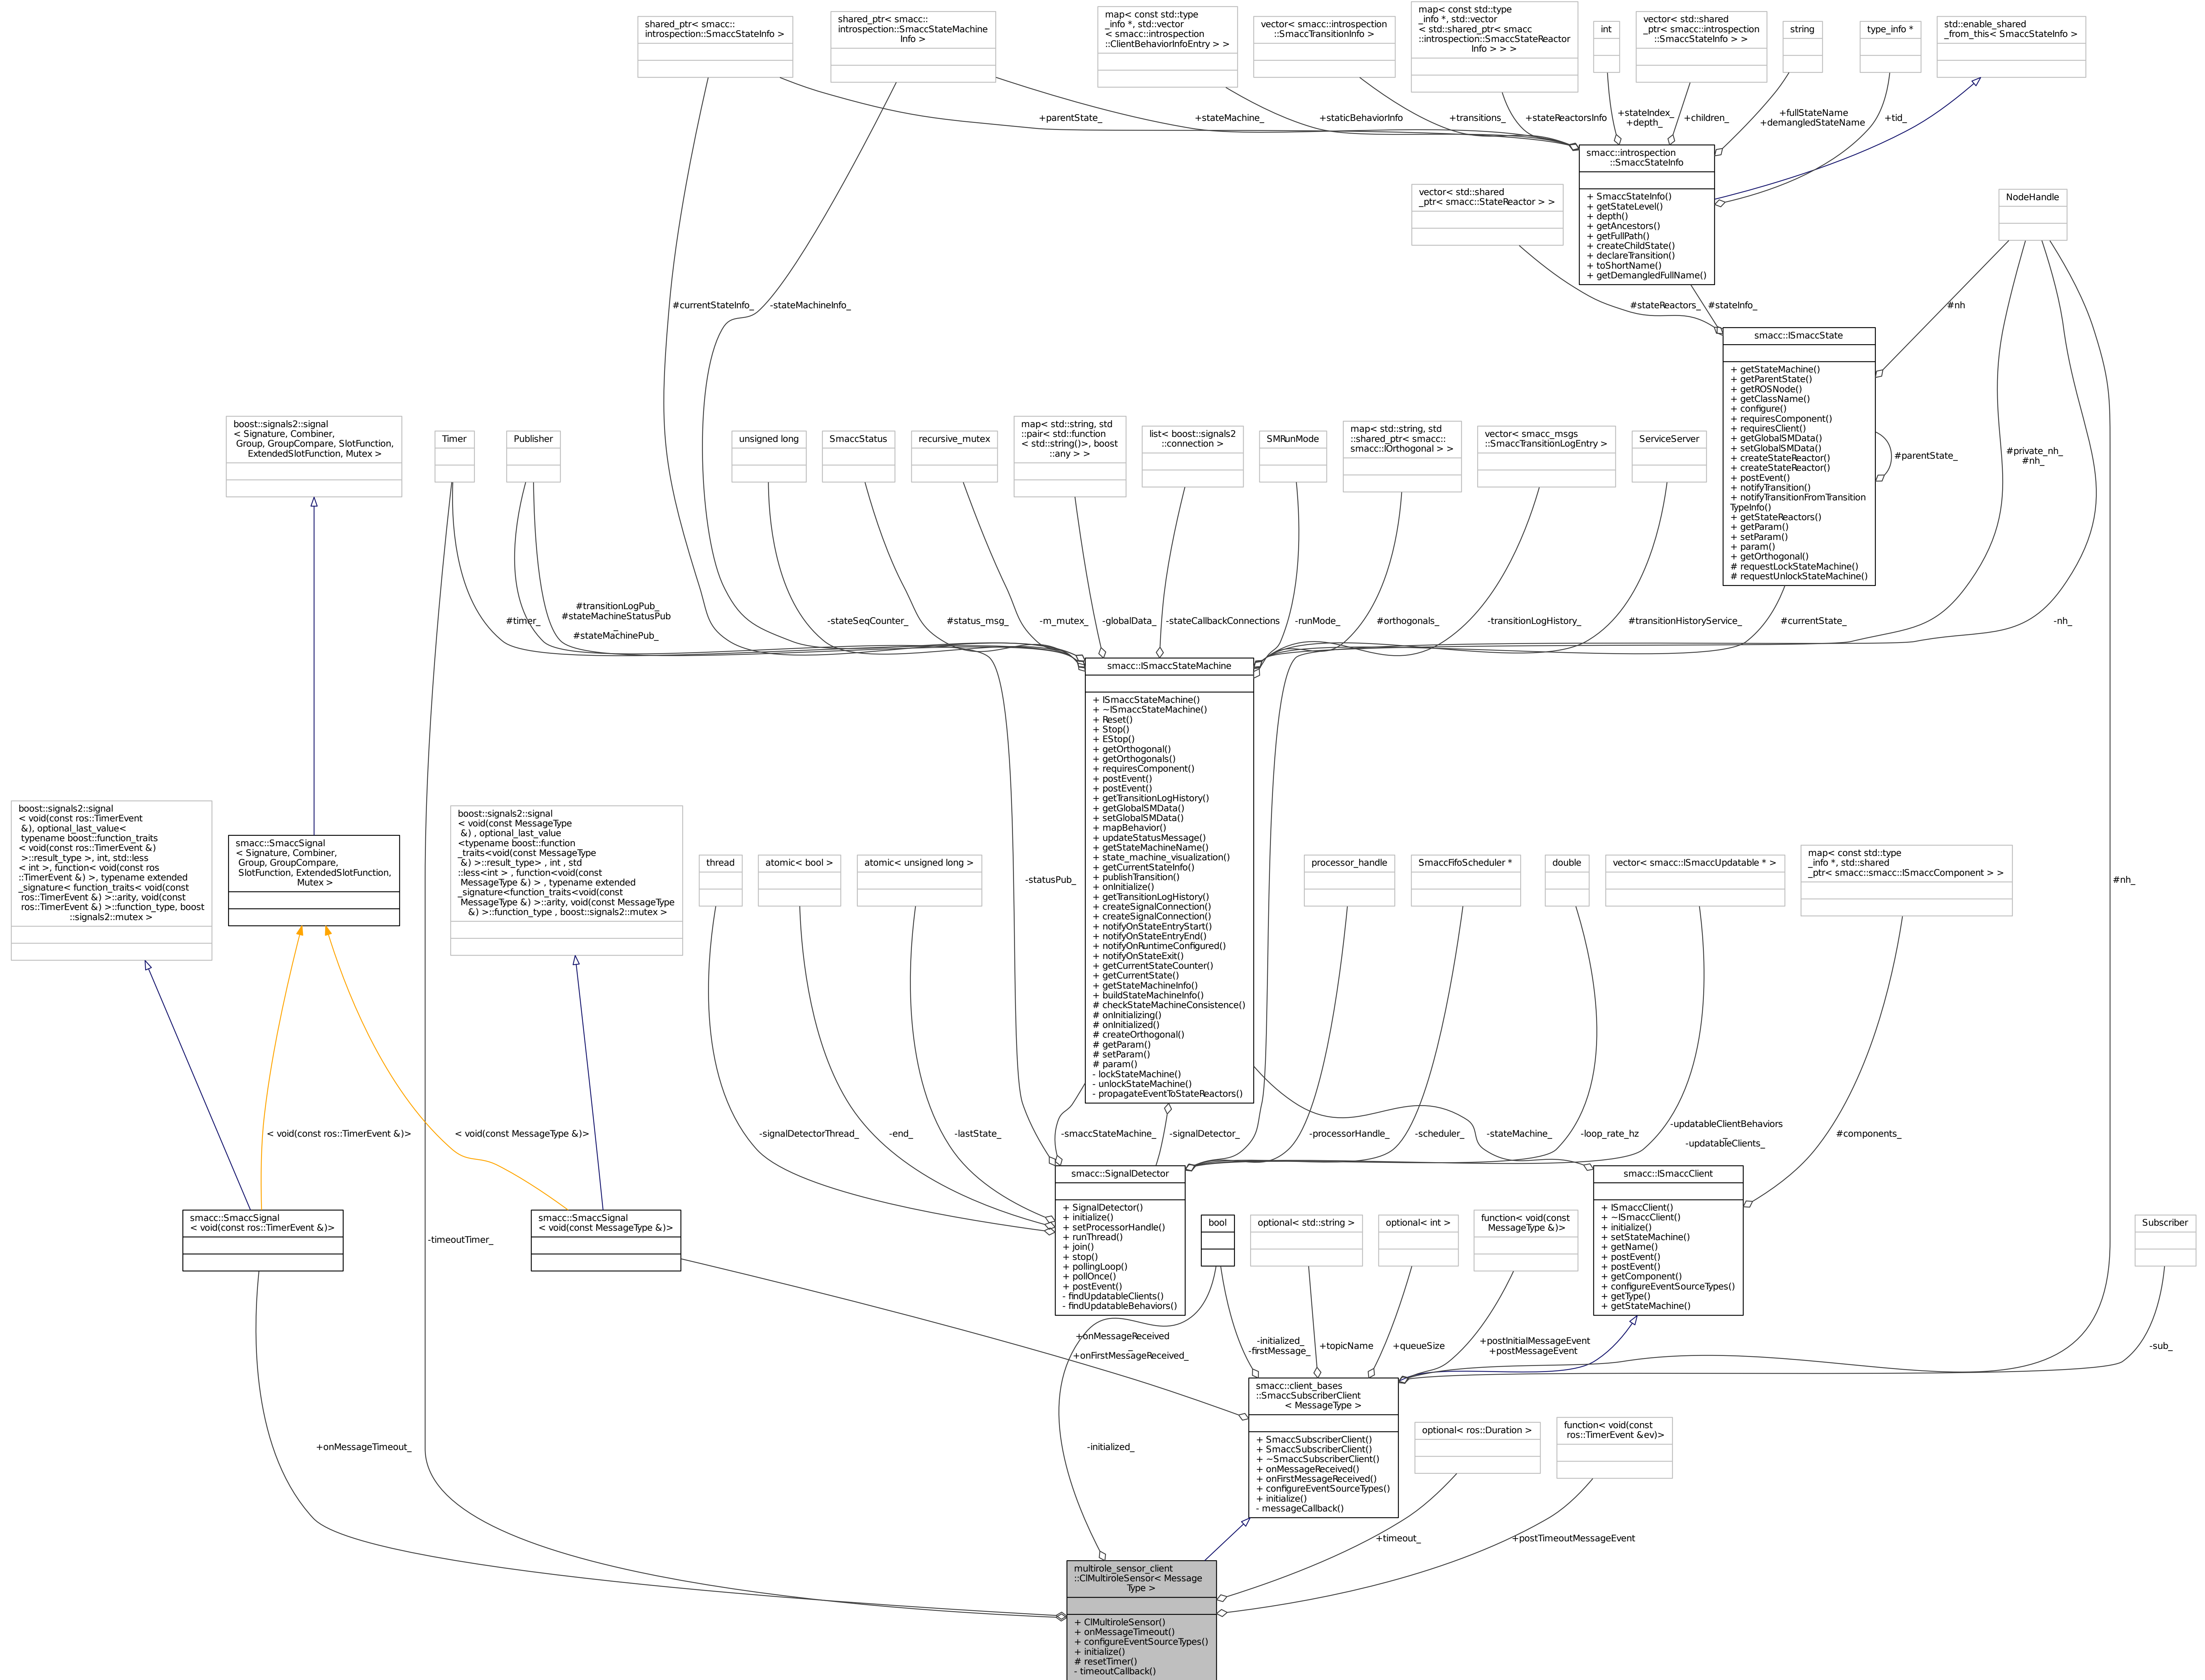 shared_ptr< smacc::
introspection::SmaccStateInfo >
shared_ptr< smacc::
introspection::SmaccStateMachine
Info >
map< const std::type
_info *, std::vector
< smacc::introspection
::ClientBehaviorInfoEntry > >
vector< smacc::introspection
::SmaccTransitionInfo >
map< const std::type
_info *, std::vector
< std::shared_ptr< smacc
::introspection::SmaccStateReactor
Info > > >
int
vector< std::shared
_ptr< smacc::introspection
::SmaccStateInfo > >
string
type_info *
std::enable_shared
_from_this< SmaccStateInfo >
+parentState_
+stateMachine_
+staticBehaviorInfo
+transitions_
+stateReactorsInfo
+stateIndex_
+depth_
+children_
+fullStateName
+demangledStateName
+tid_
smacc::introspection
::SmaccStateInfo
+ SmaccStateInfo()
+ getStateLevel()
+ depth()
+ getAncestors()
+ getFullPath()
+ createChildState()
+ declareTransition()
+ toShortName()
+ getDemangledFullName()
vector< std::shared
_ptr< smacc::StateReactor > >
NodeHandle
#currentStateInfo_
-stateMachineInfo_
#stateReactors_
#stateInfo_
#nh
smacc::ISmaccState
+ getStateMachine()
+ getParentState()
+ getROSNode()
+ getClassName()
+ configure()
+ requiresComponent()
+ requiresClient()
+ getGlobalSMData()
+ setGlobalSMData()
+ createStateReactor()
+ createStateReactor()
+ postEvent()
+ notifyTransition()
+ notifyTransitionFromTransition
TypeInfo()
+ getStateReactors()
+ getParam()
+ setParam()
+ param()
+ getOrthogonal()
# requestLockStateMachine()
# requestUnlockStateMachine()
#parentState_
#private_nh_
#nh_
boost::signals2::signal
< Signature, Combiner,
Group, GroupCompare, SlotFunction,
ExtendedSlotFunction, Mutex >
Timer
Publisher
unsigned long
SmaccStatus
recursive_mutex
map< std::string, std
::pair< std::function
< std::string()>, boost
::any > >
list< boost::signals2
::connection >
SMRunMode
map< std::string, std
::shared_ptr< smacc::
smacc::IOrthogonal > >
vector< smacc_msgs
::SmaccTransitionLogEntry >
ServiceServer
#timer_
#transitionLogPub_
#stateMachineStatusPub
_
#stateMachinePub_
-stateSeqCounter_
#status_msg_
-m_mutex_
-globalData_
-stateCallbackConnections
-runMode_
#orthogonals_
-transitionLogHistory_
#transitionHistoryService_
#currentState_
-nh_
smacc::ISmaccStateMachine
+ ISmaccStateMachine()
+ ~ISmaccStateMachine()
+ Reset()
+ Stop()
+ EStop()
+ getOrthogonal()
+ getOrthogonals()
+ requiresComponent()
+ postEvent()
+ postEvent()
+ getTransitionLogHistory()
+ getGlobalSMData()
+ setGlobalSMData()
+ mapBehavior()
+ updateStatusMessage()
+ getStateMachineName()
+ state_machine_visualization()
+ getCurrentStateInfo()
+ publishTransition()
+ onInitialize()
+ getTransitionLogHistory()
+ createSignalConnection()
+ createSignalConnection()
+ notifyOnStateEntryStart()
+ notifyOnStateEntryEnd()
+ notifyOnRuntimeConfigured()
+ notifyOnStateExit()
+ getCurrentStateCounter()
+ getCurrentState()
+ getStateMachineInfo()
+ buildStateMachineInfo()
# checkStateMachineConsistence()
# onInitializing()
# onInitialized()
# createOrthogonal()
# getParam()
# setParam()
# param()
- lockStateMachine()
- unlockStateMachine()
- propagateEventToStateReactors()
boost::signals2::signal
< void(const ros::TimerEvent
&), optional_last_value<
typename boost::function_traits
< void(const ros::TimerEvent &)
>::result_type >, int, std::less
< int >, function< void(const ros
::TimerEvent &) >, typename extended
_signature< function_traits< void(const
ros::TimerEvent &) >::arity, void(const
ros::TimerEvent &) >::function_type, boost
::signals2::mutex >
smacc::SmaccSignal
< Signature, Combiner,
Group, GroupCompare,
SlotFunction, ExtendedSlotFunction,
Mutex >
boost::signals2::signal
< void(const MessageType
&) , optional_last_value
<typename boost::function
_traits<void(const MessageType
&) >::result_type> , int , std
::less<int > , function<void(const
MessageType &) > , typename extended
_signature<function_traits<void(const
MessageType &) >::arity, void(const MessageType
&) >::function_type , boost::signals2::mutex >
thread
atomic< bool >
atomic< unsigned long >
processor_handle
SmaccFifoScheduler *
double
vector< smacc::ISmaccUpdatable * >
map< const std::type
_info *, std::shared
_ptr< smacc::smacc::ISmaccComponent > >
-statusPub_
#nh_
< void(const ros::TimerEvent &)>
< void(const MessageType &)>
-signalDetectorThread_
-end_
-lastState_
-smaccStateMachine_
-signalDetector_
-processorHandle_
-scheduler_
-stateMachine_
-loop_rate_hz
-updatableClientBehaviors
_
-updatableClients_
#components_
smacc::SmaccSignal
< void(const ros::TimerEvent &)>
smacc::SmaccSignal
< void(const MessageType &)>
-timeoutTimer_
smacc::SignalDetector
+ SignalDetector()
+ initialize()
+ setProcessorHandle()
+ runThread()
+ join()
+ stop()
+ pollingLoop()
+ pollOnce()
+ postEvent()
- findUpdatableClients()
- findUpdatableBehaviors()
bool
optional< std::string >
optional< int >
function< void(const
MessageType &)>
smacc::ISmaccClient
+ ISmaccClient()
+ ~ISmaccClient()
+ initialize()
+ setStateMachine()
+ getName()
+ postEvent()
+ postEvent()
+ getComponent()
+ configureEventSourceTypes()
+ getType()
+ getStateMachine()
Subscriber
+onMessageReceived
_
+onFirstMessageReceived_
-initialized_
-firstMessage_
+topicName
+queueSize
+postInitialMessageEvent
+postMessageEvent
-sub_
smacc::client_bases
::SmaccSubscriberClient
< MessageType >
+ SmaccSubscriberClient()
+ SmaccSubscriberClient()
+ ~SmaccSubscriberClient()
+ onMessageReceived()
+ onFirstMessageReceived()
+ configureEventSourceTypes()
+ initialize()
- messageCallback()
+onMessageTimeout_
-initialized_
optional< ros::Duration >
function< void(const
ros::TimerEvent &ev)>
+timeout_
+postTimeoutMessageEvent
multirole_sensor_client
::ClMultiroleSensor< Message
Type >
+ ClMultiroleSensor()
+ onMessageTimeout()
+ configureEventSourceTypes()
+ initialize()
# resetTimer()
- timeoutCallback()